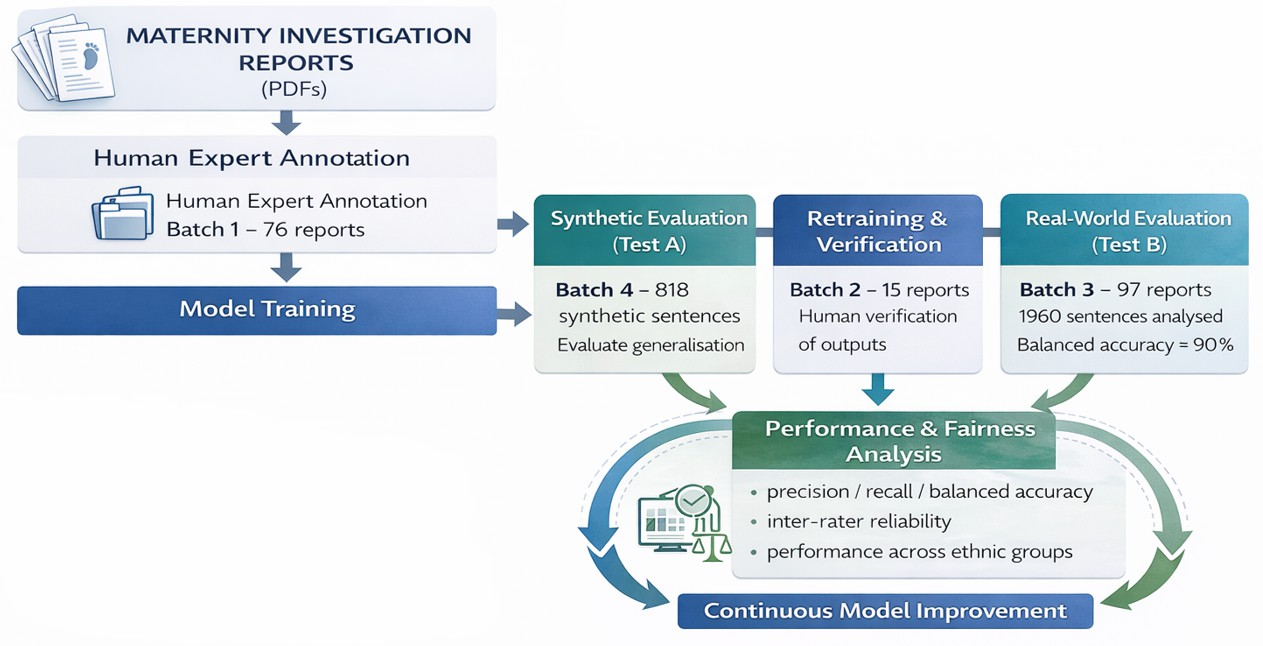 MATERNITY INVESTIGATION
REPORTS
(PDFs)
Human Expert Annotation
Human Expert Annotation
Batch 1 – 76 reports
Model Training
Synthetic Evaluation
(Test A)
Batch 4 – 818
synthetic sentences
Evaluate generalisation
Retraining &
Verification
Batch 2 – 15 reports
Human verification
of outputs
Real-World Evaluation
(Test B)
Batch 3 – 97 reports
1960 sentences analysed
Balanced accuracy = 90%
Performance & Fairness
Analysis
• precision / recall / balanced accuracy
• inter-rater reliability
• performance across ethnic groups
Continuous Model Improvement